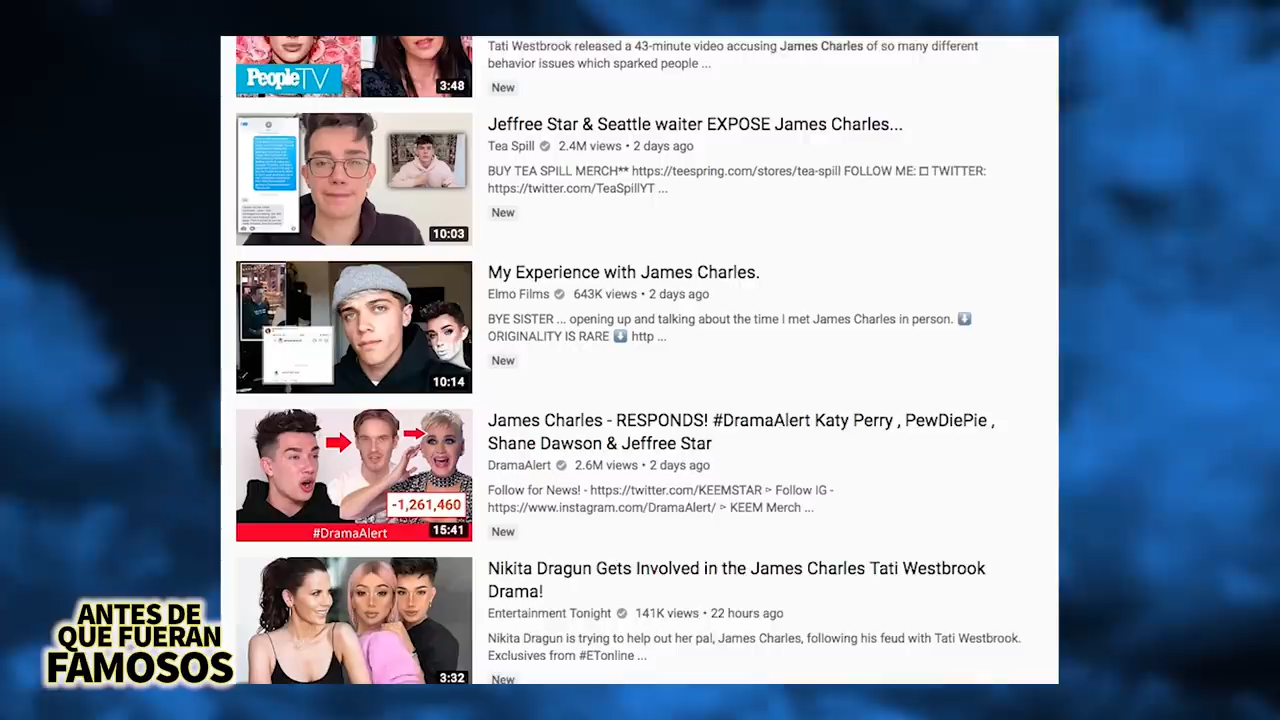 Tati Westbrook released a 43-minute video accusing James Charles of so many different
behavior issues which sparked people ...
PeopleTV
3:48
New
Jeffree Star & Seattle waiter EXPOSE James Charles...
Tea Spill 2.4M views • 2 days ago
BUY TEA SPILL MERCH** https://teespring.com/stores/tea-spill FOLLOW ME: □ TWITTER:
https://twitter.com/TeaSpillYT ...
New
10:03
My Experience with James Charles.
Elmo Films 643K views • 2 days ago
BYE SISTER ... opening up and talking about the time I met James Charles in person. ⬇️
ORIGINALITY IS RARE ⬇️ http ...
New
10:14
James Charles - RESPONDS! #DramaAlert Katy Perry , PewDiePie ,
Shane Dawson & Jeffree Star
DramaAlert 2.6M views • 2 days ago
Follow for News! - https://twitter.com/KEEMSTAR ⊳ Follow IG -
https://www.instagram.com/DramaAlert/ ⊳ KEEM Merch ...
New
-1,261,460
#DramaAlert
15:41
Nikita Dragun Gets Involved in the James Charles Tati Westbrook
Drama!
Entertainment Tonight 141K views • 22 hours ago
Nikita Dragun is trying to help out her pal, James Charles, following his feud with Tati Westbrook.
Exclusives from #ETonline ...
New
3:32
ANTES DE
QUE FUERAN
FAMOSOS